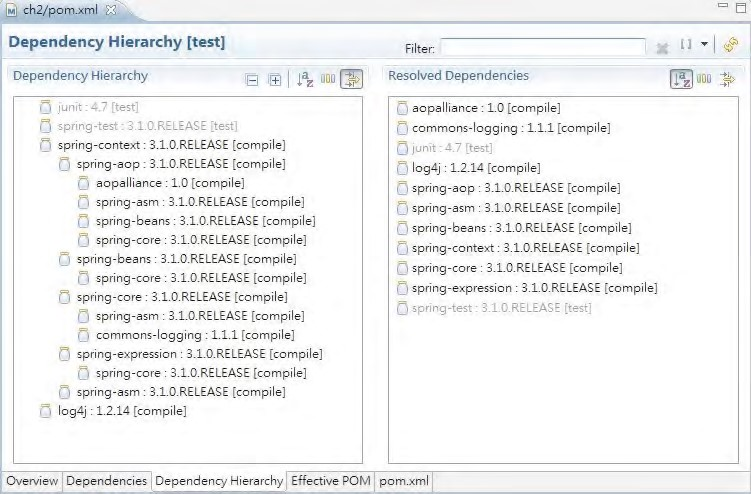 ch2/pom.xml
Dependency Hierarchy [test]
Filter:
Dependency Hierarchy
junit : 4.7 [test]
spring-test : 3.1.0.RELEASE [test]
spring-context : 3.1.0.RELEASE [compile]
spring-aop : 3.1.0.RELEASE [compile]
aopalliance : 1.0 [compile]
spring-asm : 3.1.0.RELEASE [compile]
spring-beans : 3.1.0.RELEASE [compile]
spring-core : 3.1.0.RELEASE [compile]
spring-beans : 3.1.0.RELEASE [compile]
spring-core : 3.1.0.RELEASE [compile]
spring-core : 3.1.0.RELEASE [compile]
spring-asm : 3.1.0.RELEASE [compile]
commons-logging : 1.1.1 [compile]
spring-expression : 3.1.0.RELEASE [compile]
spring-core : 3.1.0.RELEASE [compile]
spring-asm : 3.1.0.RELEASE [compile]
log4j : 1.2.14 [compile]
Resolved Dependencies
aopalliance : 1.0 [compile]
commons-logging : 1.1.1 [compile]
junit : 4.7 [test]
log4j : 1.2.14 [compile]
spring-aop : 3.1.0.RELEASE [compile]
spring-asm : 3.1.0.RELEASE [compile]
spring-beans : 3.1.0.RELEASE [compile]
spring-context : 3.1.0.RELEASE [compile]
spring-core : 3.1.0.RELEASE [compile]
spring-expression : 3.1.0.RELEASE [compile]
spring-test : 3.1.0.RELEASE [test]
Overview Dependencies Dependency Hierarchy Effective POM pom.xml